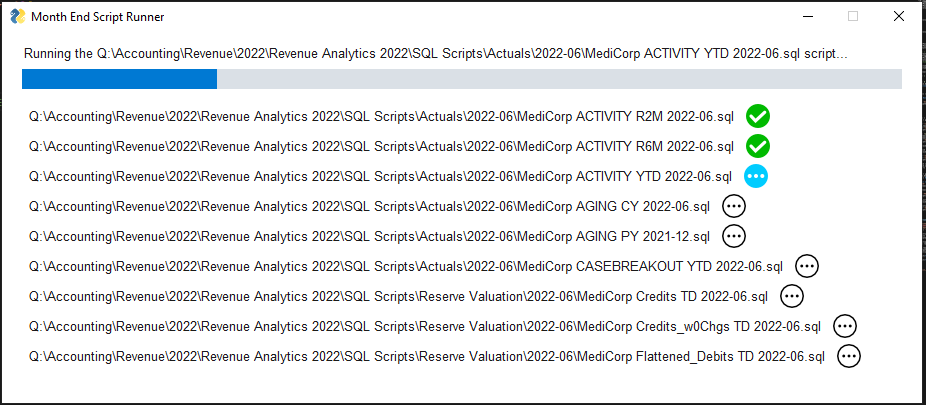 Month End Script Runner
Running the Q:\Accounting\Revenue\2022\Revenue Analytics 2022\SQL Scripts\Actuals\2022-06\MediCorp ACTIVITY YTD 2022-06.sql script...
Q:\Accounting\Revenue\2022\Revenue Analytics 2022\SQL Scripts\Actuals\2022-06\MediCorp ACTIVITY R2M 2022-06.sql
Q:\Accounting\Revenue\2022\Revenue Analytics 2022\SQL Scripts\Actuals\2022-06\MediCorp ACTIVITY R6M 2022-06.sql
Q:\Accounting\Revenue\2022\Revenue Analytics 2022\SQL Scripts\Actuals\2022-06\MediCorp ACTIVITY YTD 2022-06.sql
Q:\Accounting\Revenue\2022\Revenue Analytics 2022\SQL Scripts\Actuals\2022-06\MediCorp AGING CY 2022-06.sql
Q:\Accounting\Revenue\2022\Revenue Analytics 2022\SQL Scripts\Actuals\2022-06\MediCorp AGING PY 2021-12.sql
Q:\Accounting\Revenue\2022\Revenue Analytics 2022\SQL Scripts\Actuals\2022-06\MediCorp CASEBREAKOUT YTD 2022-06.sql
Q:\Accounting\Revenue\2022\Revenue Analytics 2022\SQL Scripts\Reserve Valuation\2022-06\MediCorp Credits TD 2022-06.sql
Q:\Accounting\Revenue\2022\Revenue Analytics 2022\SQL Scripts\Reserve Valuation\2022-06\MediCorp Credits_w0Chgs TD 2022-06.sql
Q:\Accounting\Revenue\2022\Revenue Analytics 2022\SQL Scripts\Reserve Valuation\2022-06\MediCorp Flattened_Debits TD 2022-06.sql